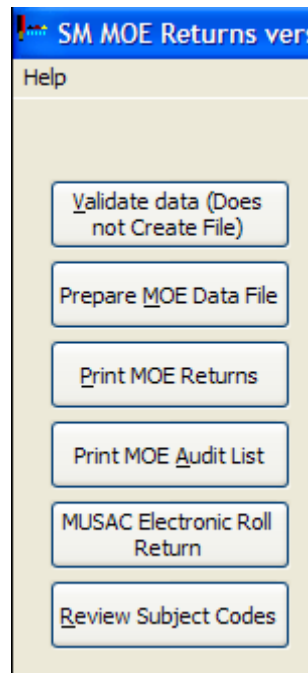 SM MOE Returns vers
Help
Validate data (Does
not Create File)
Prepare MOE Data File
Print MOE Returns
Print MOE Audit List
MUSAC Electronic Roll
Return
Review Subject Codes